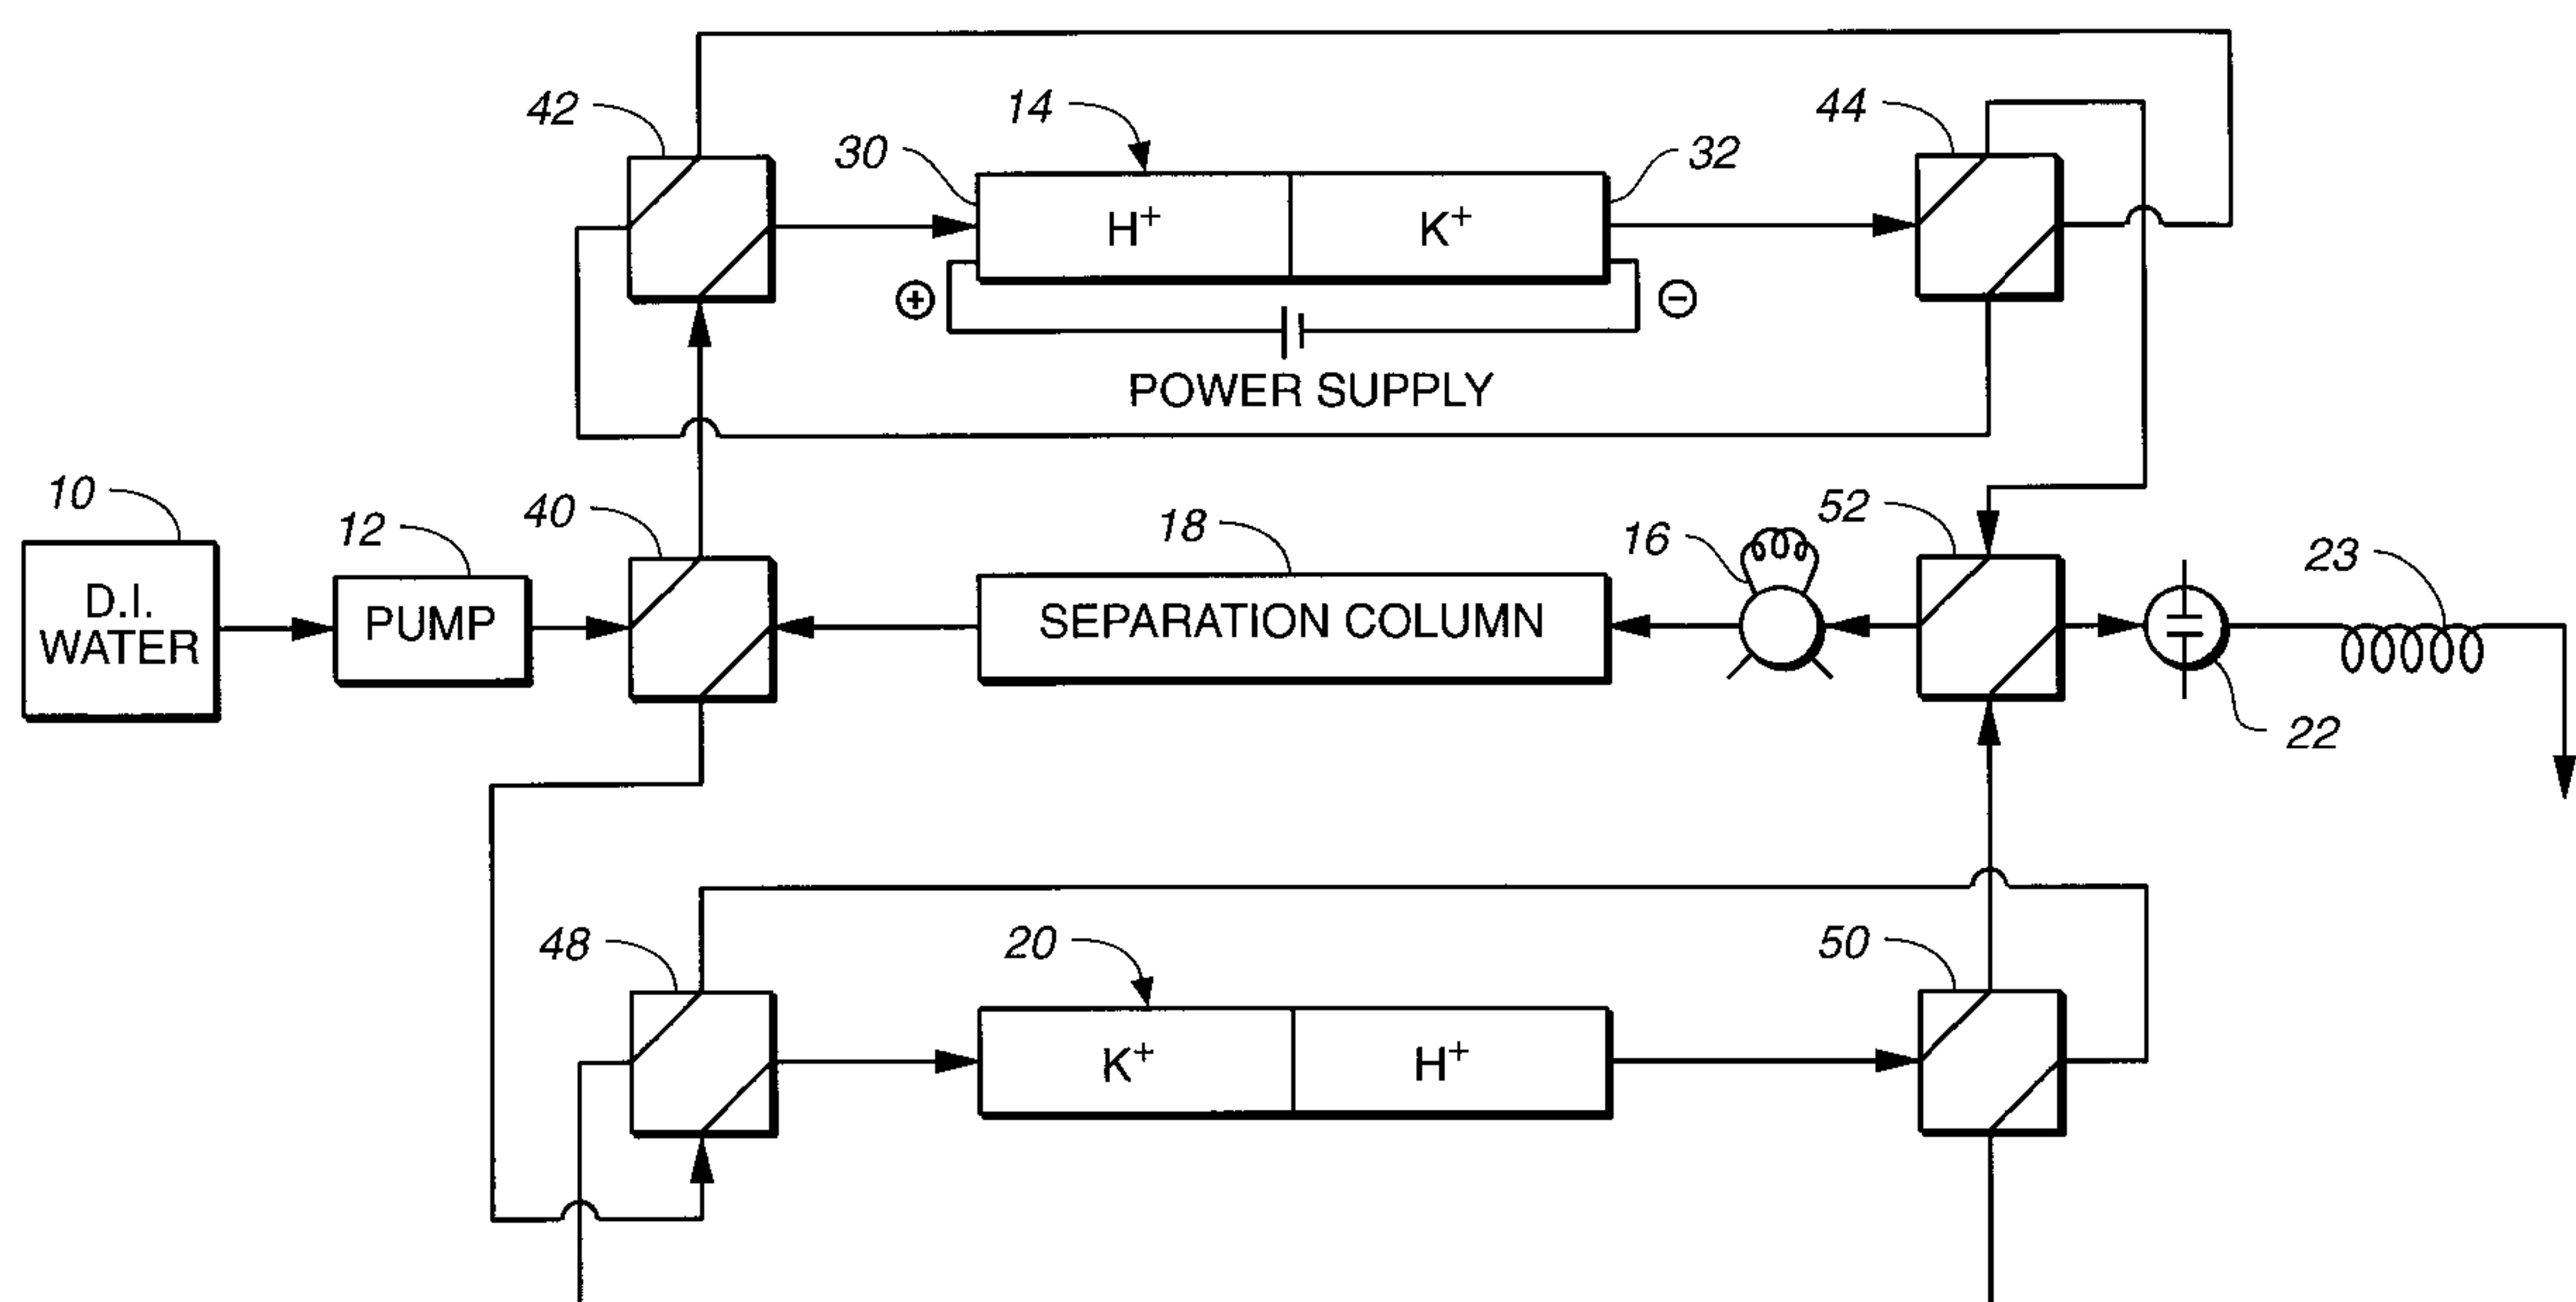 42
14
44
30
32
H+
K+
+
−
POWER SUPPLY
10
12
40
18
16
52
23
D.I.
WATER
PUMP
SEPARATION COLUMN
22
48
20
50
K+
H+